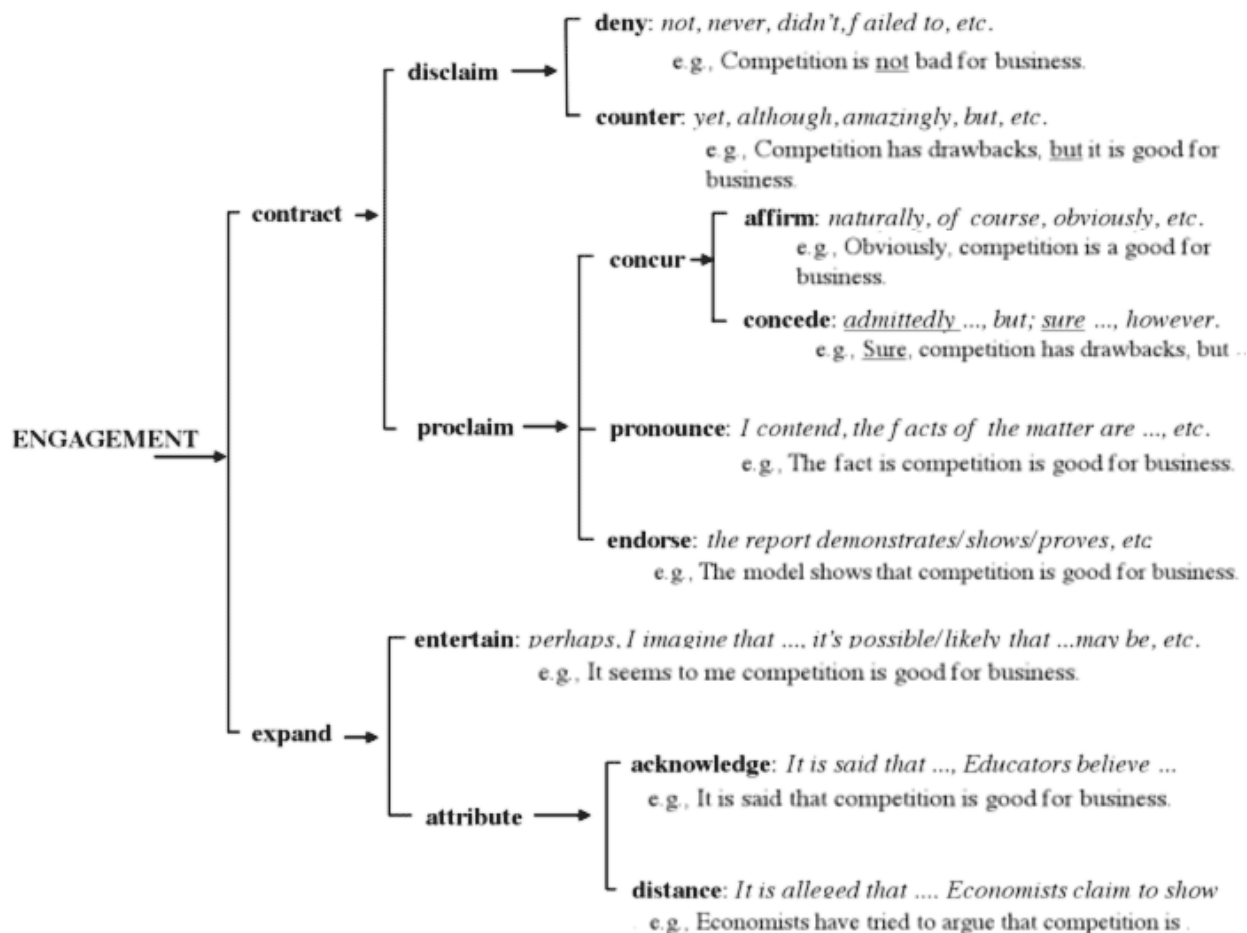 deny: not, never, didn't, failed to, etc.
e.g., Competition is not bad for business.
disclaim
counter: yet, although, amazingly, but, etc.
e.g., Competition has drawbacks, but it is good for
business.
contract
affirm: naturally, of course, obviously, etc.
e.g., Obviously, competition is a good for
business.
concur
concede: admittedly ..., but; sure ..., however.
e.g., Sure, competition has drawbacks, but ..
ENGAGEMENT
proclaim
pronounce: I contend, the facts of the matter are ..., etc.
e.g., The fact is competition is good for business.
endorse: the report demonstrates/shows/proves, etc
e.g., The model shows that competition is good for business.
entertain: perhaps, I imagine that ..., it's possible/likely that ...may be, etc.
e.g., It seems to me competition is good for business.
expand
acknowledge: It is said that ..., Educators believe ...
e.g., It is said that competition is good for business.
attribute
distance: It is alleged that .... Economists claim to show
e.g., Economists have tried to argue that competition is .